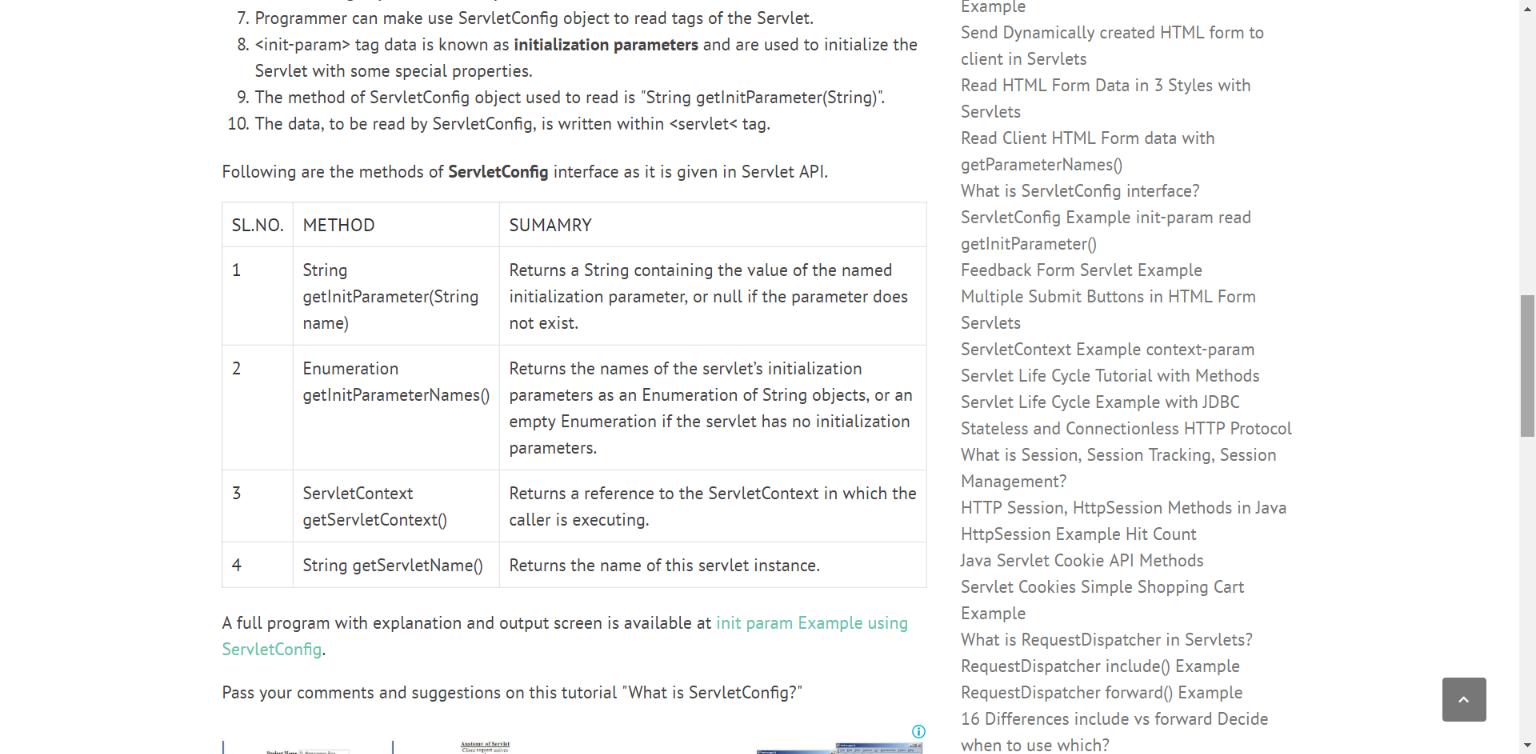 7. Programmer can make use ServletConfig object to read tags of the Servlet.
8. <init-param> tag data is known as initialization parameters and are used to initialize the
Servlet with some special properties.
9. The method of ServletConfig object used to read is "String getInitParameter(String)".
10. The data, to be read by ServletConfig, is written within <servlet< tag.
Following are the methods of ServletConfig interface as it is given in Servlet API.
SL.NO. METHOD SUMAMRY
1 String Returns a String containing the value of the named
getInitParameter(String initialization parameter, or null if the parameter does
name) not exist.
2 Enumeration Returns the names of the servlet’s initialization
getInitParameterNames() parameters as an Enumeration of String objects, or an
empty Enumeration if the servlet has no initialization
parameters.
3 ServletContext Returns a reference to the ServletContext in which the
getServletContext() caller is executing.
4 String getServletName() Returns the name of this servlet instance.
A full program with explanation and output screen is available at init param Example using
ServletConfig.
Pass your comments and suggestions on this tutorial "What is ServletConfig?"
Anatomy of Servlet
Example
Send Dynamically created HTML form to
client in Servlets
Read HTML Form Data in 3 Styles with
Servlets
Read Client HTML Form data with
getParameterNames()
What is ServletConfig interface?
ServletConfig Example init-param read
getInitParameter()
Feedback Form Servlet Example
Multiple Submit Buttons in HTML Form
Servlets
ServletContext Example context-param
Servlet Life Cycle Tutorial with Methods
Servlet Life Cycle Example with JDBC
Stateless and Connectionless HTTP Protocol
What is Session, Session Tracking, Session
Management?
HTTP Session, HttpSession Methods in Java
HttpSession Example Hit Count
Java Servlet Cookie API Methods
Servlet Cookies Simple Shopping Cart
Example
What is RequestDispatcher in Servlets?
RequestDispatcher include() Example
RequestDispatcher forward() Example
16 Differences include vs forward Decide
when to use which?